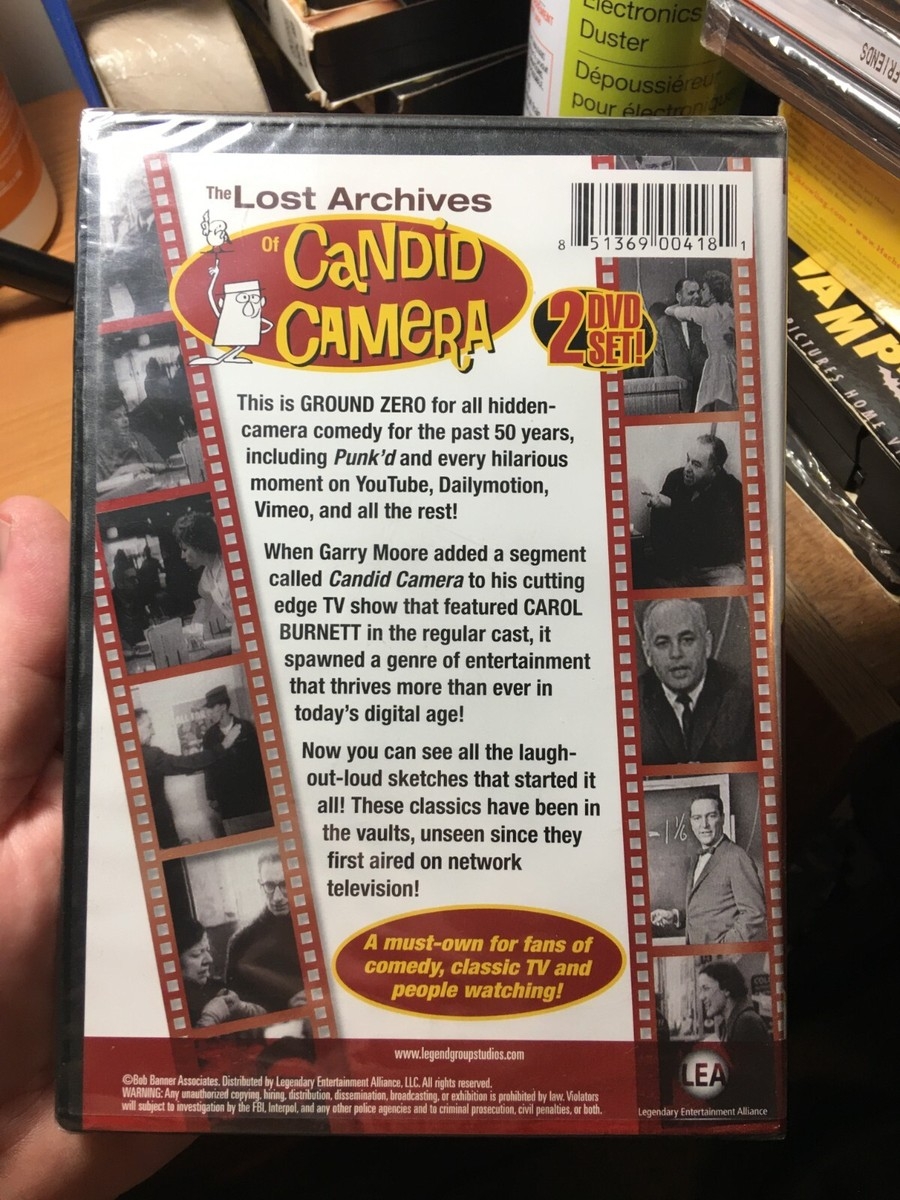 Electronics
Duster
Dépoussiéreur
pour électronique
FRIENDS
VAMP
PICTURES HOME VI
The Lost Archives
Of CaNDiD
CAMeRA
8 51369 00418 1
2 DVD
SET!
This is GROUND ZERO for all hidden-
camera comedy for the past 50 years,
including Punk'd and every hilarious
moment on YouTube, Dailymotion,
Vimeo, and all the rest!
When Garry Moore added a segment
called Candid Camera to his cutting
edge TV show that featured CAROL
BURNETT in the regular cast, it
spawned a genre of entertainment
that thrives more than ever in
today's digital age!
Now you can see all the laugh-
out-loud sketches that started it
all! These classics have been in
the vaults, unseen since they
first aired on network
television!
-1⅙
A must-own for fans of
comedy, classic TV and
people watching!
www.legendgroupstudios.com
©Bob Banner Associates. Distributed by Legendary Entertainment Alliance, LLC. All rights reserved.
WARNING: Any unauthorized copying, hiring, distribution, dissemination, broadcasting, or exhibition is prohibited by law. Violators
will subject to investigation by the FBI, Interpol, and any other police agencies and to criminal prosecution, civil penalties, or both.
LEA
Legendary Entertainment Alliance